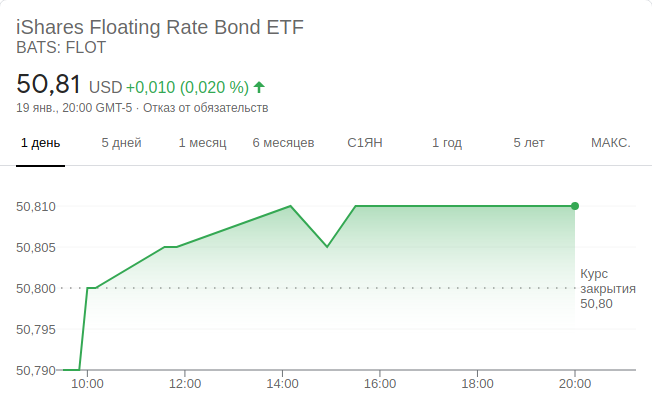 iShares Floating Rate Bond ETF
BATS: FLOT
50,81 USD +0,010 (0,020 %)
19 янв., 20:00 GMT-5 · Отказ от обязательств
1 день 5 дней 1 месяц 6 месяцев С1ЯН 1 год 5 лет МАКС.
50,810
50,805
50,800
50,795
50,790
Курс
закрытия
50,80
10:00 12:00 14:00 16:00 18:00 20:00